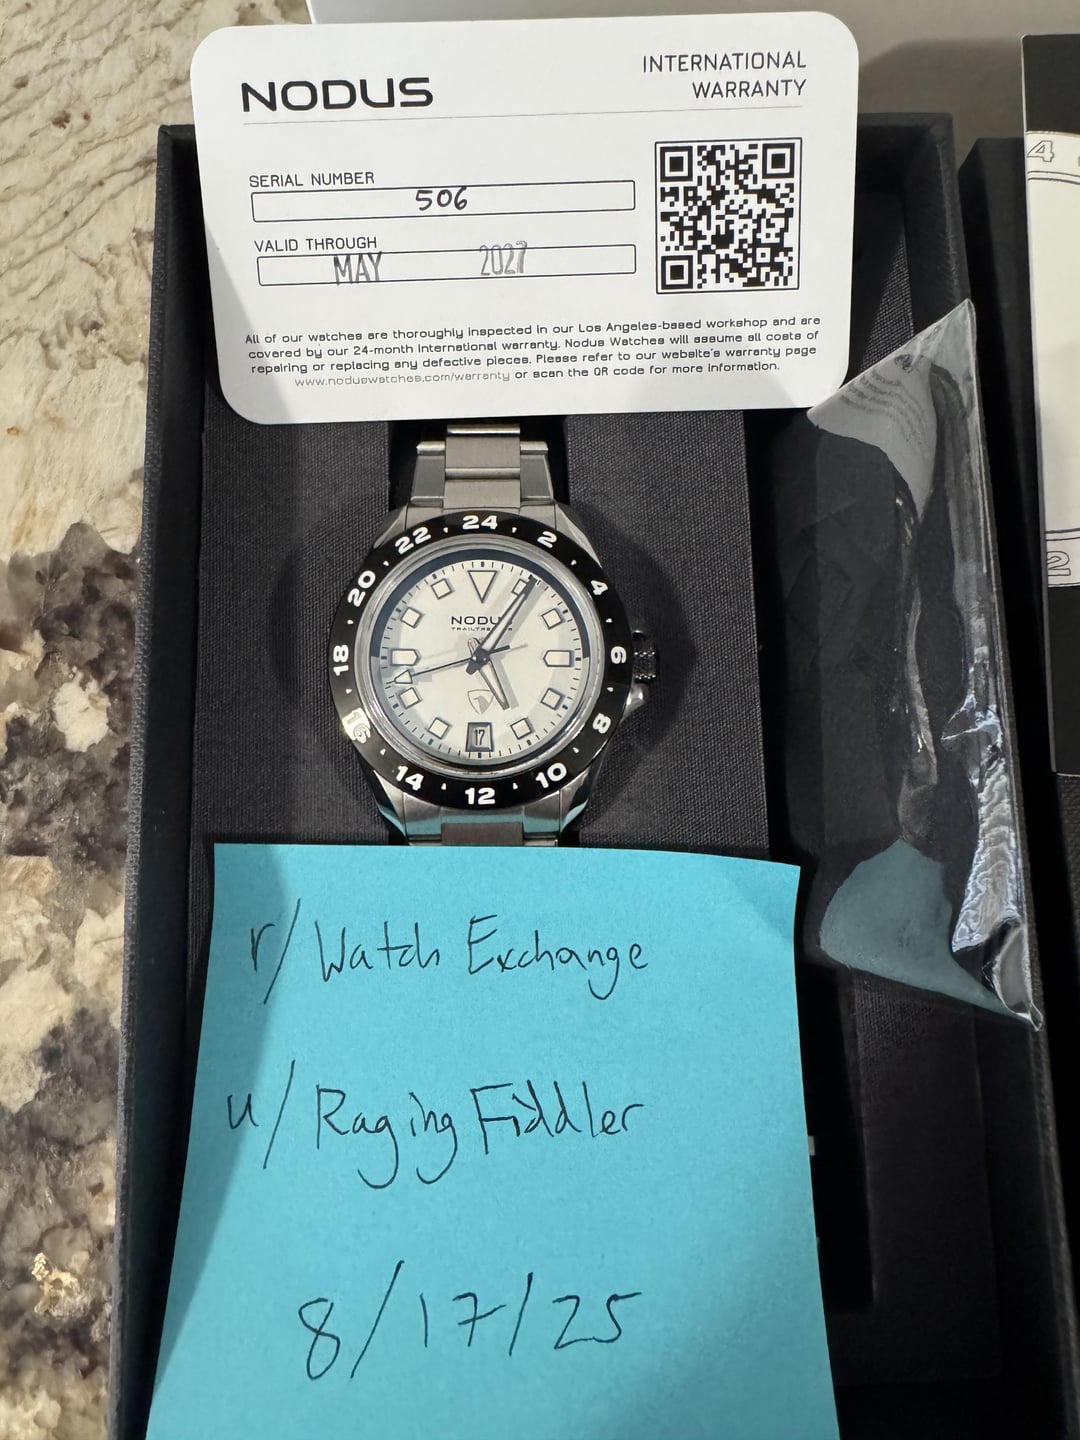 NODUS
INTERNATIONAL
WARRANTY
SERIAL NUMBER
506
VALID THROUGH
MAY 2027
All of our watches are thoroughly inspected in our Los Angeles-based workshop and are
covered by our 24-month international warranty. Nodus Watches will assume all costs of
repairing or replacing any defective pieces. Please refer to our website's warranty page
www.noduswatches.com/warranty or scan the QR code for more information.
4
2
24
2
4
6
8
10
12
14
16
18
20
22
NODUS
17
r/Watch Exchange
u/Raging Fiddler
8/17/25